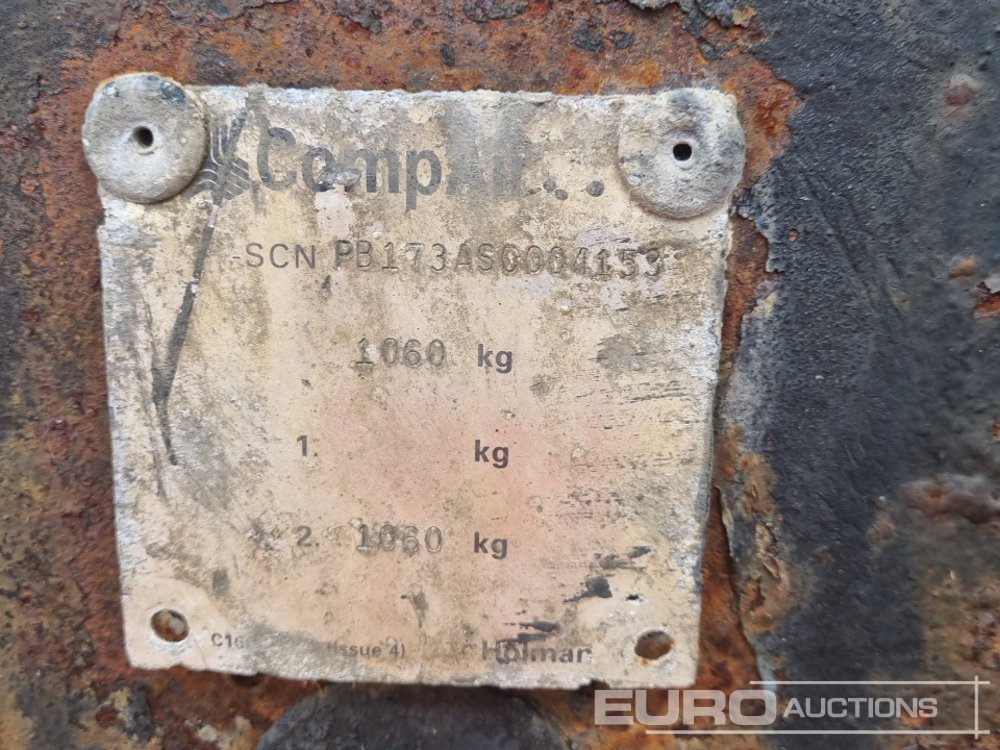 CompAir
SCN PB173AS0004153
1060 kg
1. kg
2. 1060 kg
(Issue 4) Holmar
EURO AUCTIONS